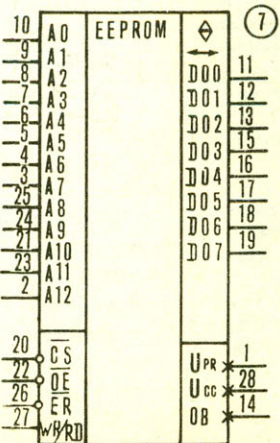 EEPROM
7
10 A0
9 A1
8 A2
7 A3
6 A4
5 A5
4 A6
3 A7
25 A8
24 A9
21 A10
23 A11
2 A12
20 CS
22 OE
26 ER
27 WR/RD
D00 11
D01 12
D02 13
D03 15
D04 16
D05 17
D06 18
D07 19
UPR 1
UCC 28
0B 14